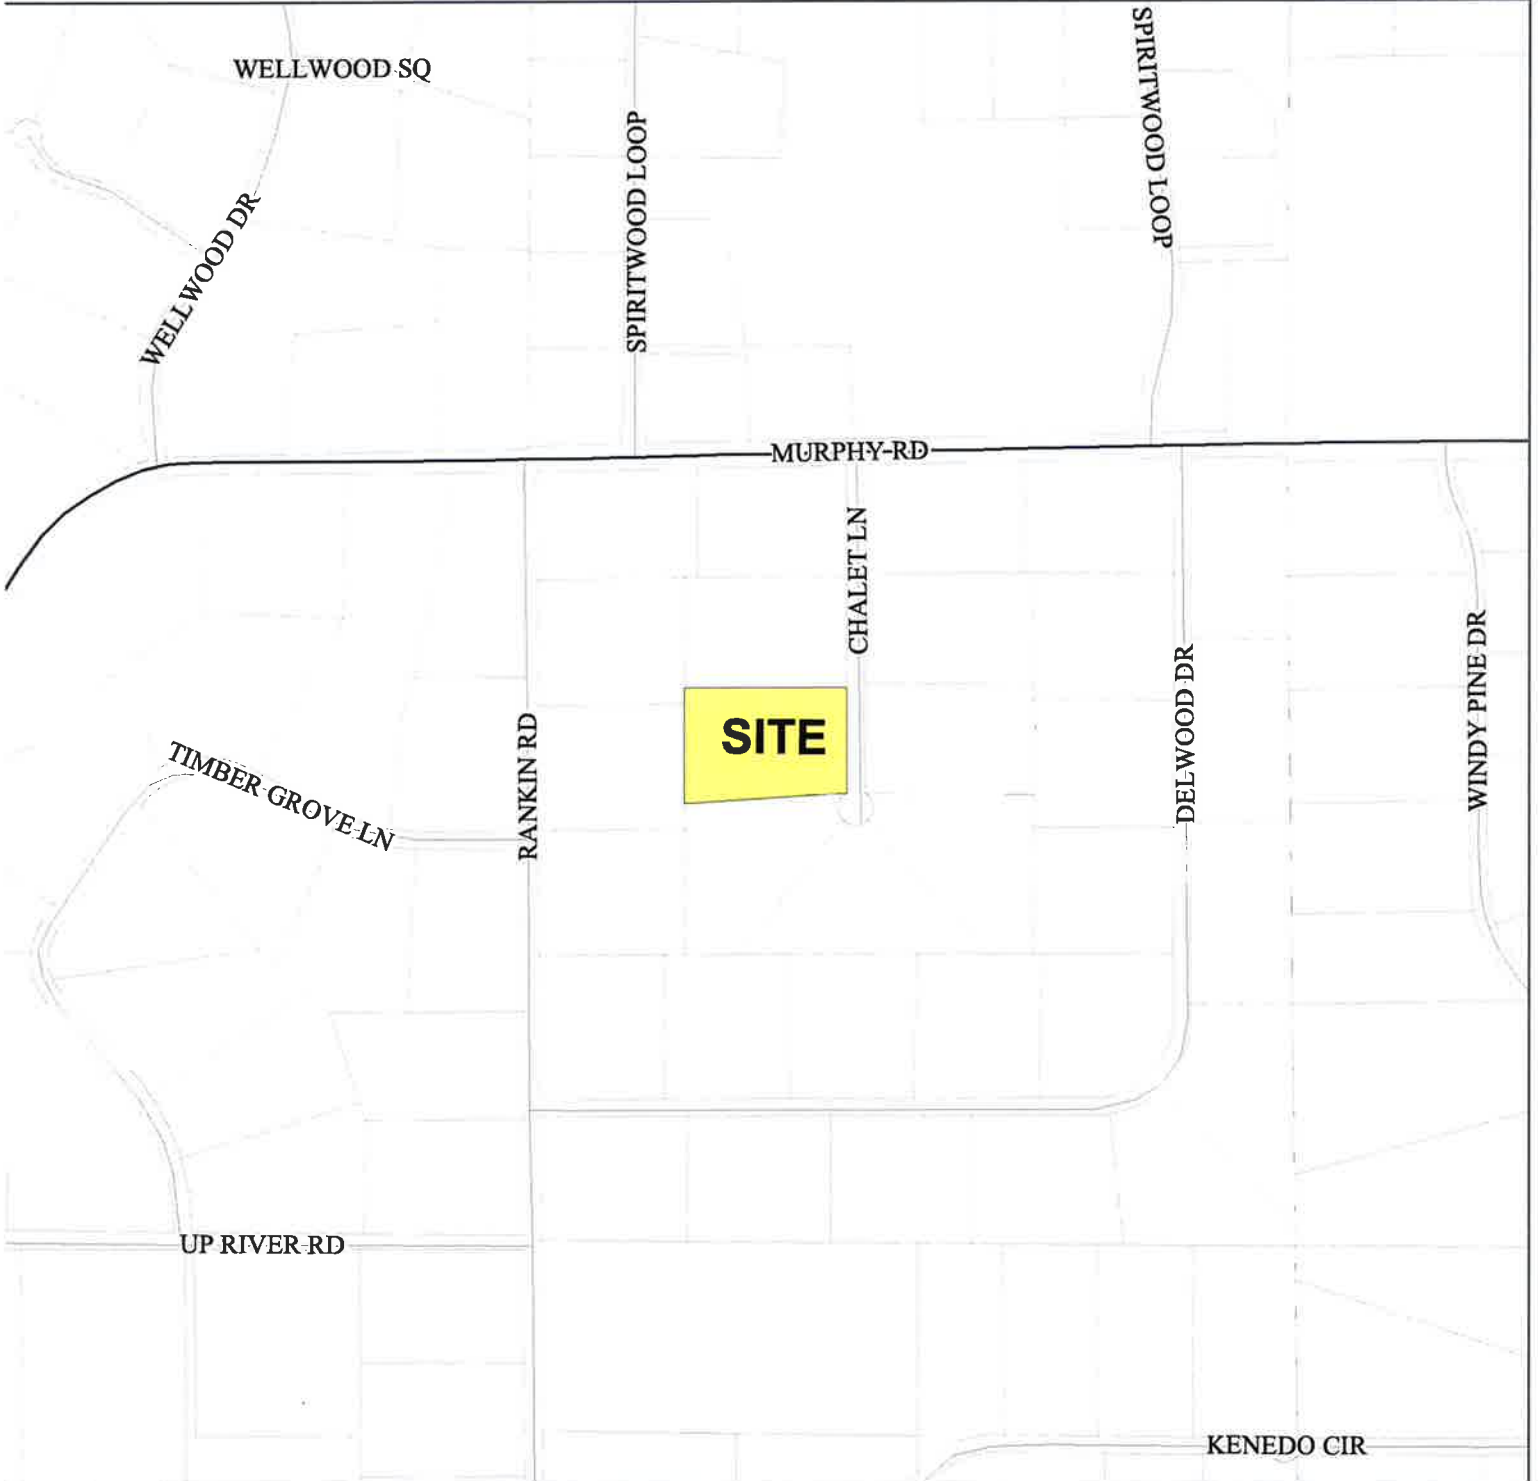 WELLWOOD SQ
SPIRITWOOD LOOP
SPIRITWOOD LOOP
WELLWOOD DR
MURPHY RD
CHALET LN
WINDY PINE DR
DELWOOD DR
SITE
RANKIN RD
TIMBER GROVE LN
UP RIVER RD
KENEDO CIR